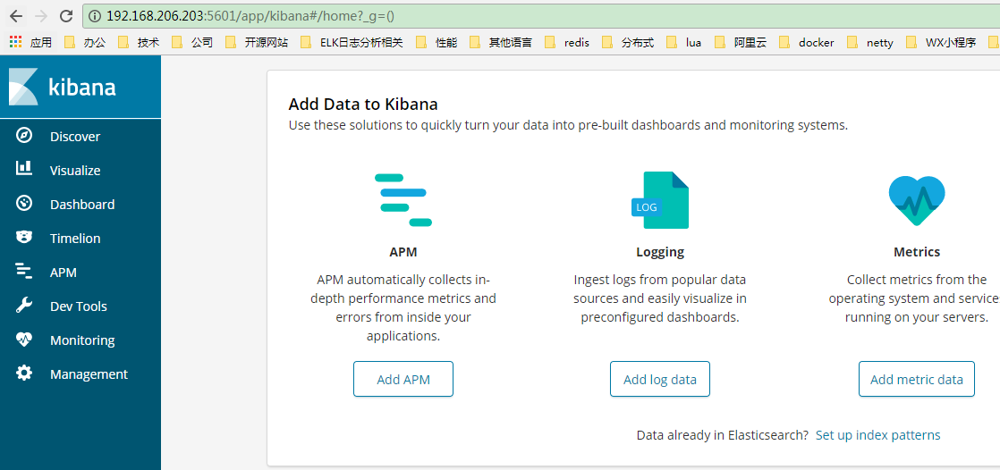 192.168.206.203:5601/app/kibana#/home?_g=()
应用 办公 技术 公司 开源网站 ELK日志分析相关 性能 其他语言 redis 分布式 lua 阿里云 docker netty WX小程序
kibana
Discover
Visualize
Dashboard
Timelion
APM
Dev Tools
Monitoring
Management
Add Data to Kibana
Use these solutions to quickly turn your data into pre-built dashboards and monitoring systems.
APM
APM automatically collects in-
depth performance metrics and
errors from inside your
applications.
Add APM
LOG
Logging
Ingest logs from popular data
sources and easily visualize in
preconfigured dashboards.
Add log data
Metrics
Collect metrics from the
operating system and service
running on your servers.
Add metric data
Data already in Elasticsearch? Set up index patterns